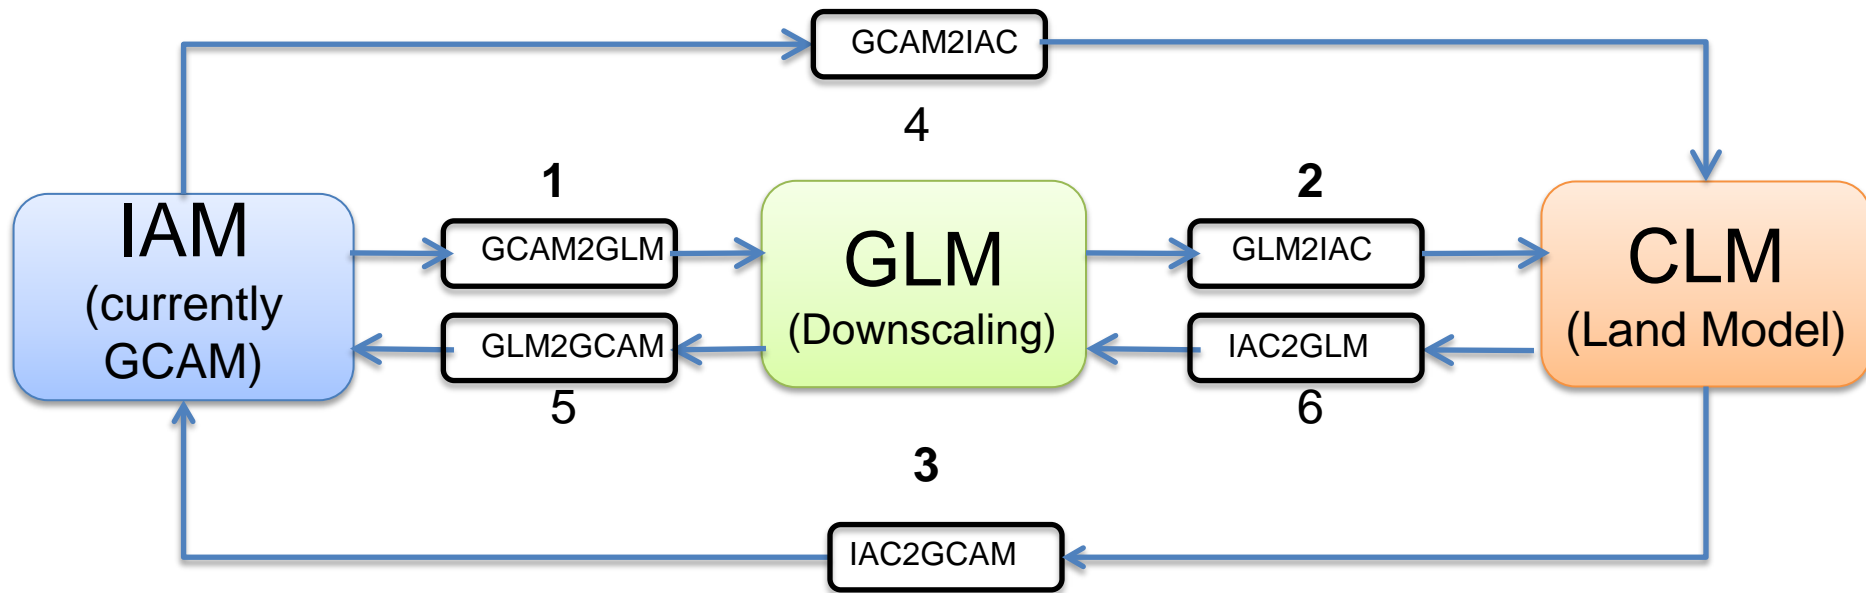 GCAM2IAC
4
1
2
IAM
(currently
GCAM)
GCAM2GLM
GLM2GCAM
5
GLM
(Downscaling)
GLM2IAC
IAC2GLM
6
CLM
(Land Model)
3
IAC2GCAM